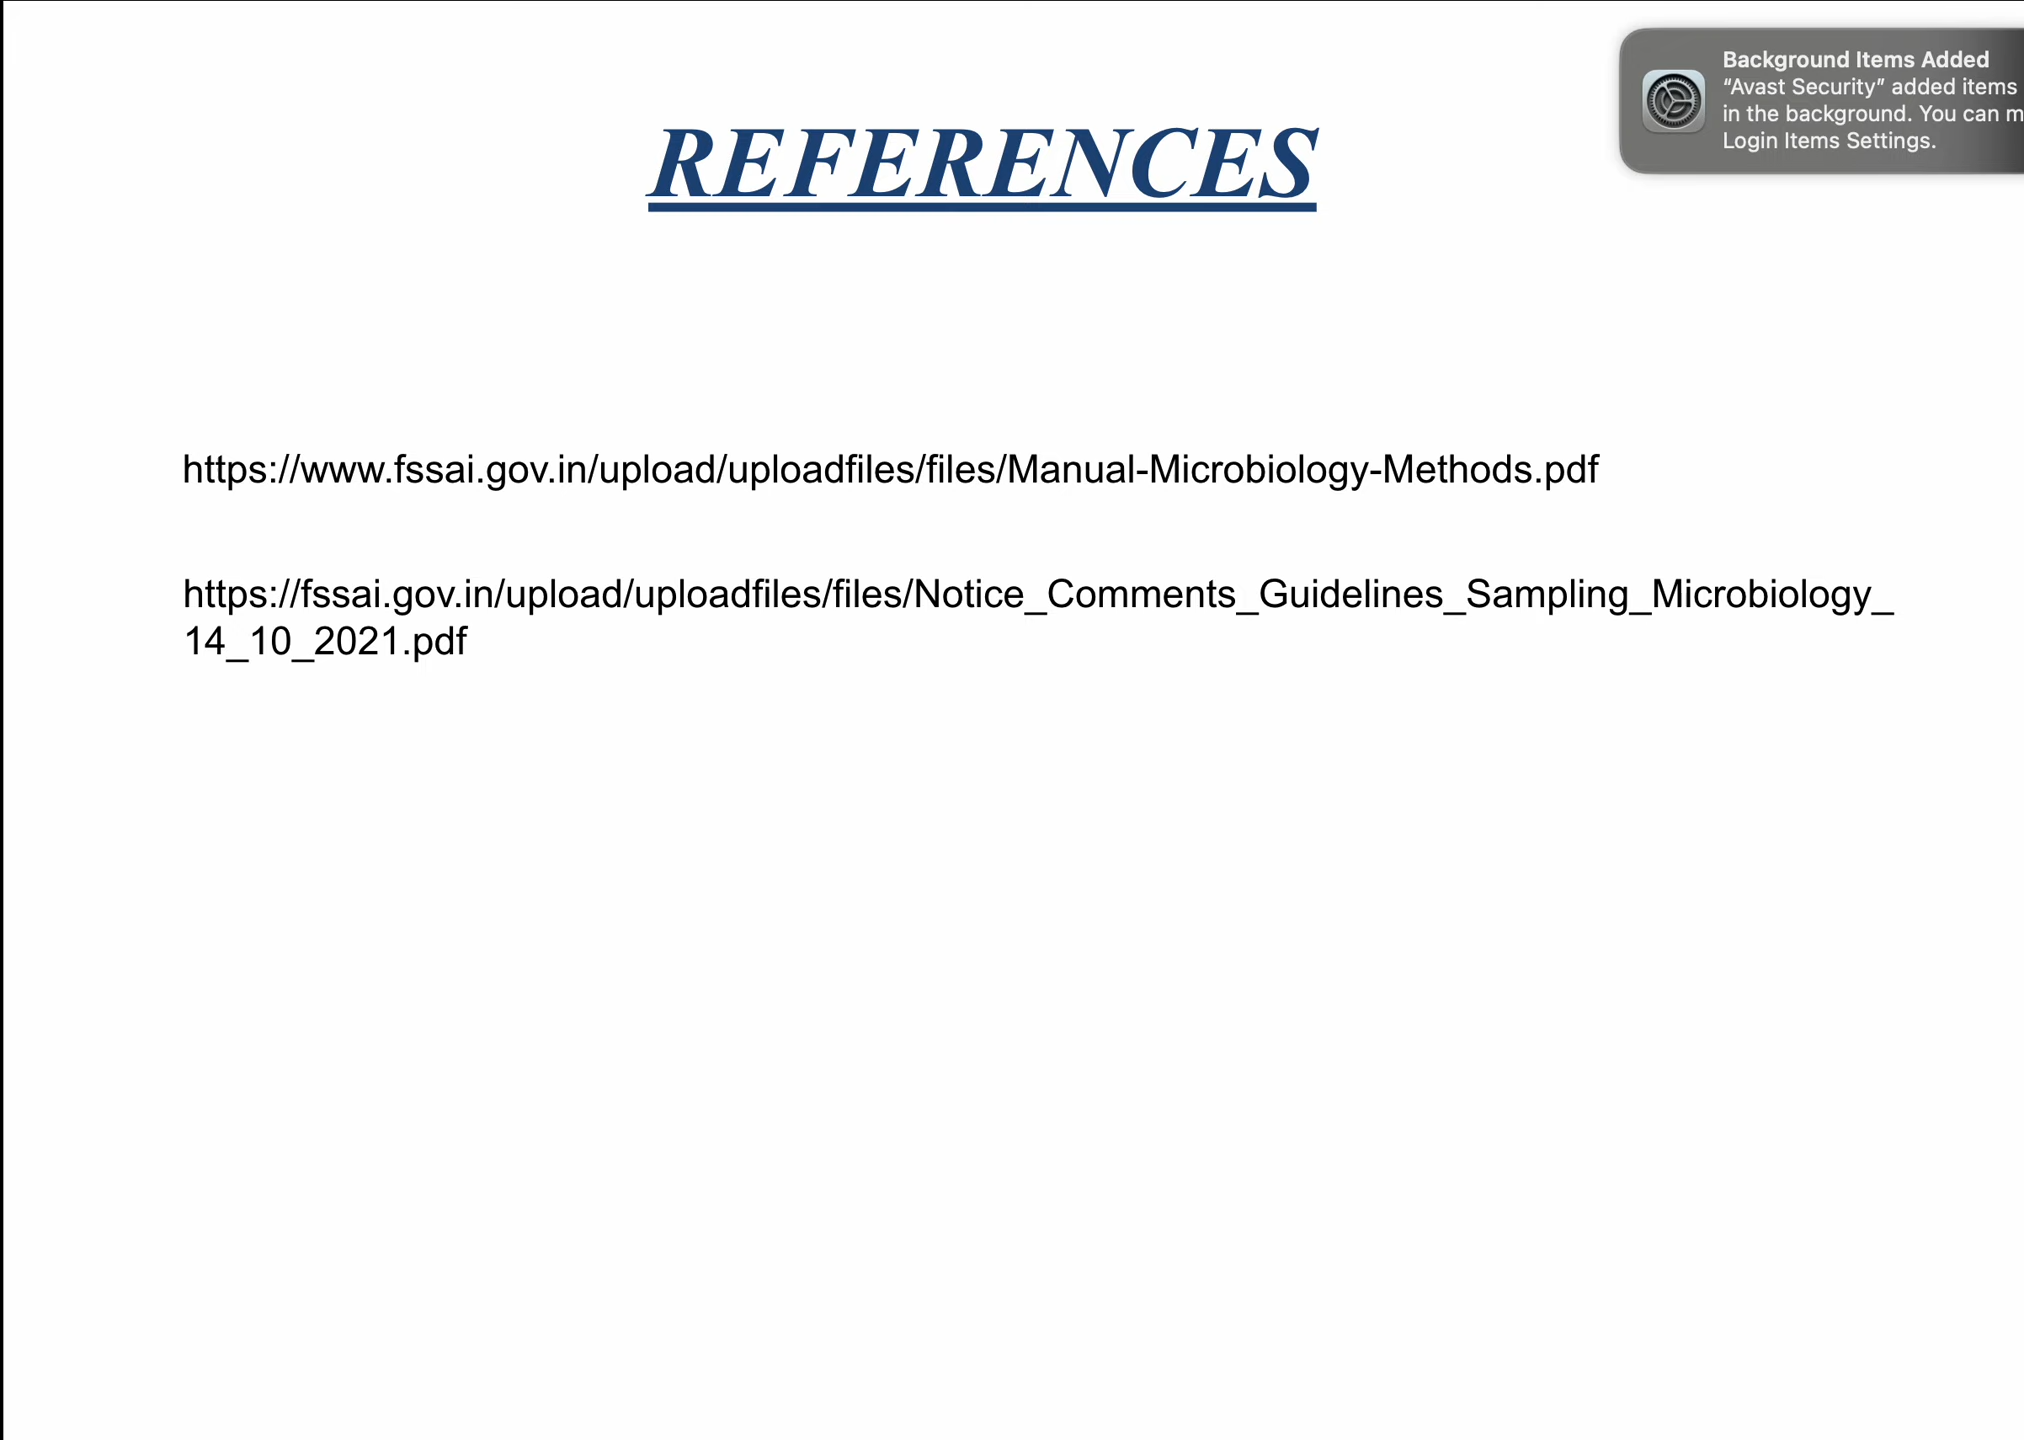 Background Items Added
“Avast Security” added items
in the background. You can m
Login Items Settings.
REFERENCES
https://www.fssai.gov.in/upload/uploadfiles/files/Manual-Microbiology-Methods.pdf
https://fssai.gov.in/upload/uploadfiles/files/Notice_Comments_Guidelines_Sampling_Microbiology_
14_10_2021.pdf